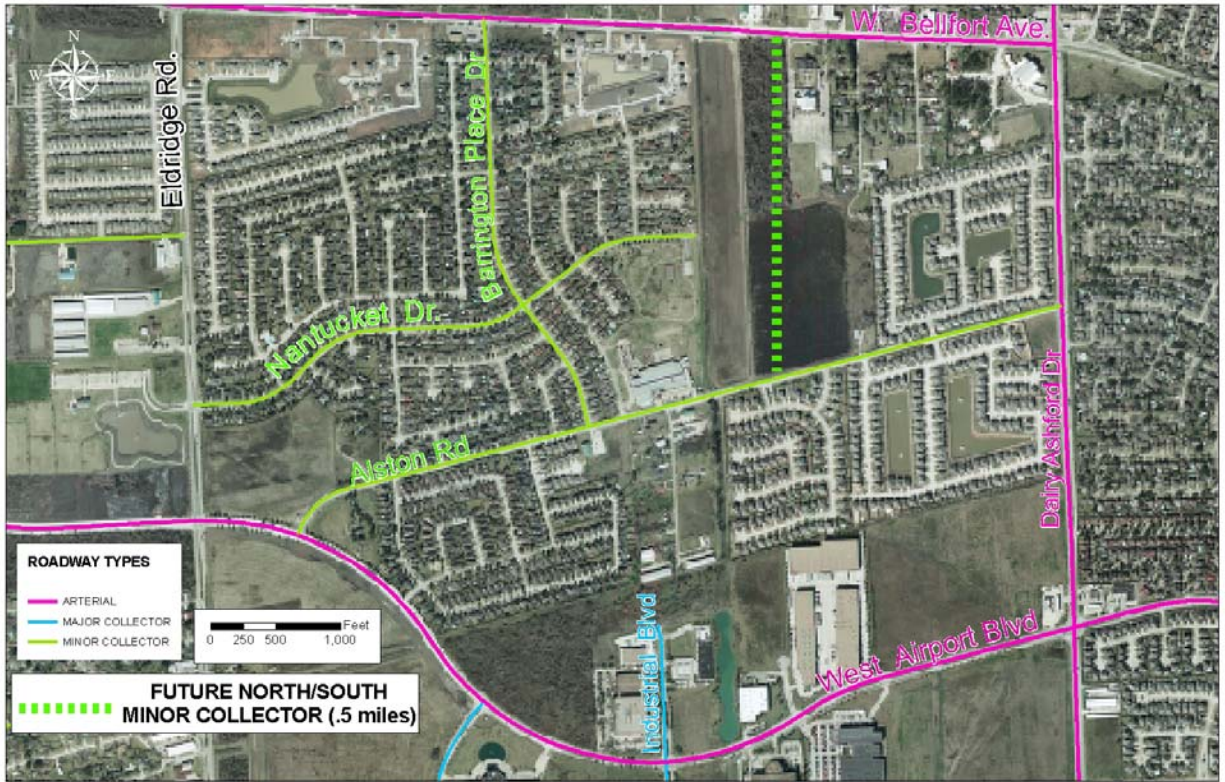 W. Bellfort Ave.
N
W E
S
Eldridge Rd.
Barrington Place Dr
Nantucket Dr.
Alston Rd
Dairy Ashford Dr
ROADWAY TYPES
ARTERIAL
MAJOR COLLECTOR
MINOR COLLECTOR
Feet
0 250 500 1,000
Industrial Blvd
West Airport Blvd
FUTURE NORTH/SOUTH
MINOR COLLECTOR (.5 miles)